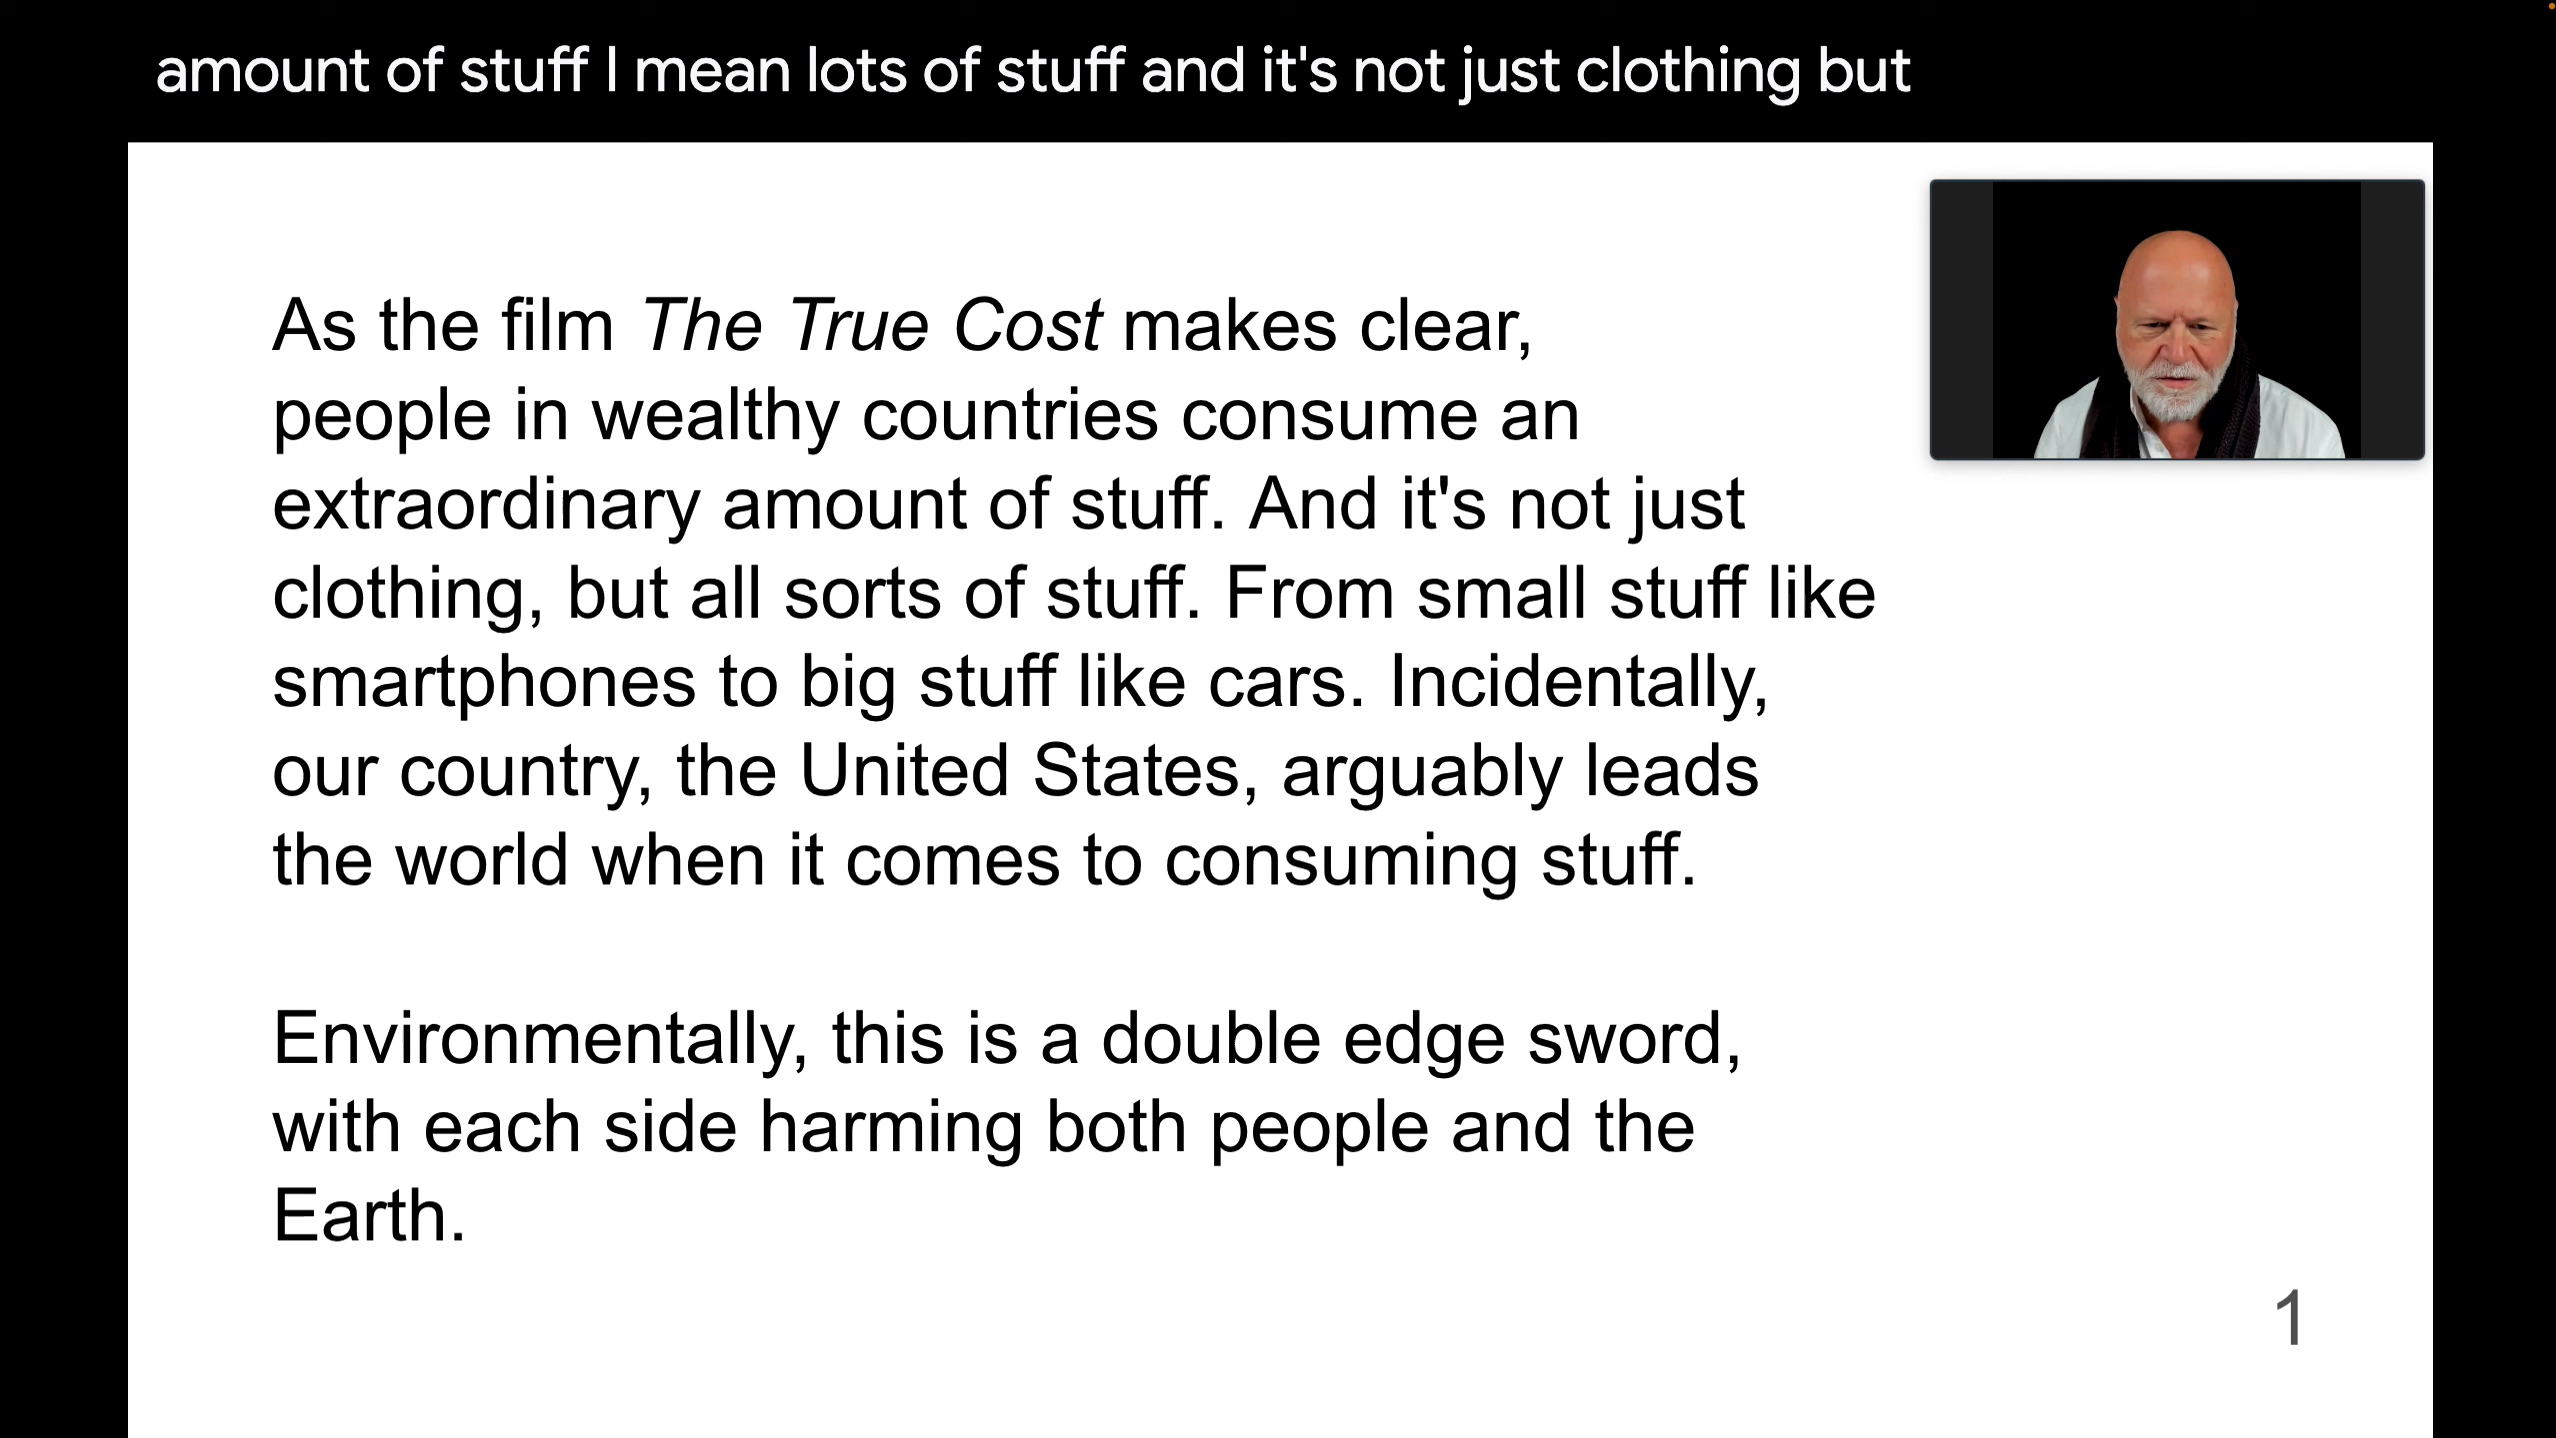 amount of stuff I mean lots of stuff and it's not just clothing but
As the film The True Cost makes clear,
people in wealthy countries consume an
extraordinary amount of stuff. And it's not just
clothing, but all sorts of stuff. From small stuff like
smartphones to big stuff like cars. Incidentally,
our country, the United States, arguably leads
the world when it comes to consuming stuff.
Environmentally, this is a double edge sword,
with each side harming both people and the
Earth.
1